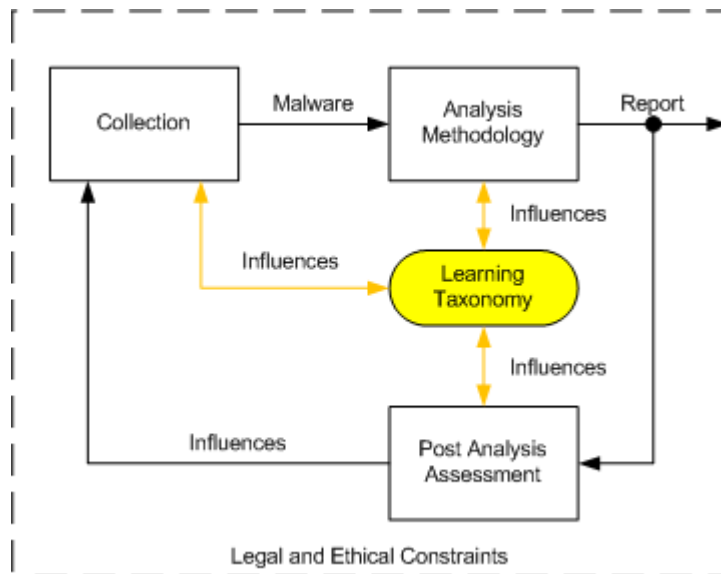 Collection
Malware
Analysis
Methodology
Report
Influences
Influences
Learning
Taxonomy
Influences
Influences
Post Analysis
Assessment
Legal and Ethical Constraints